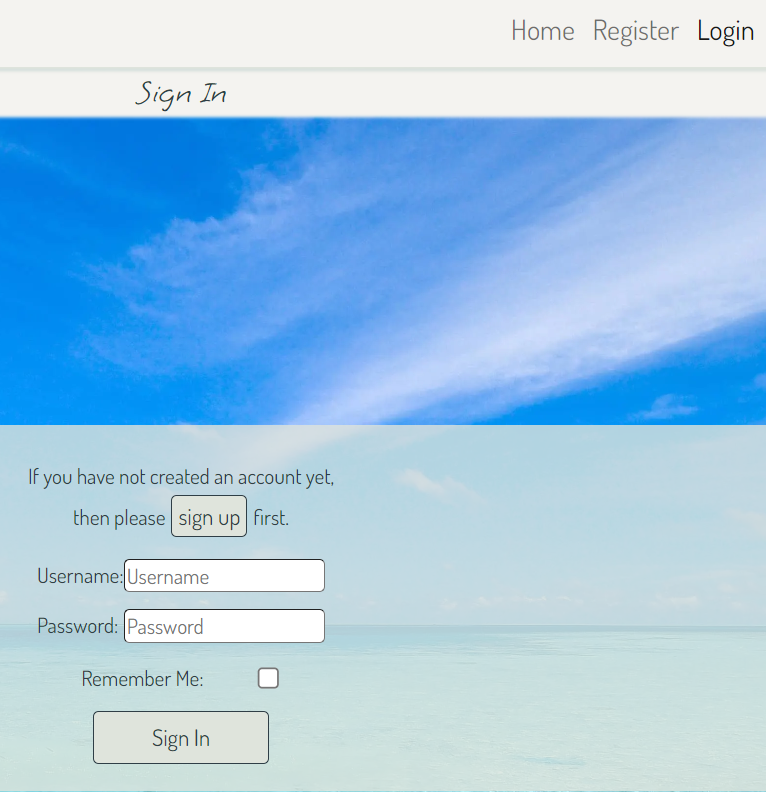 Home Register Login
Sign In
If you have not created an account yet,
then please sign up first.
Username: Username
Password: Password
Remember Me:
Sign In